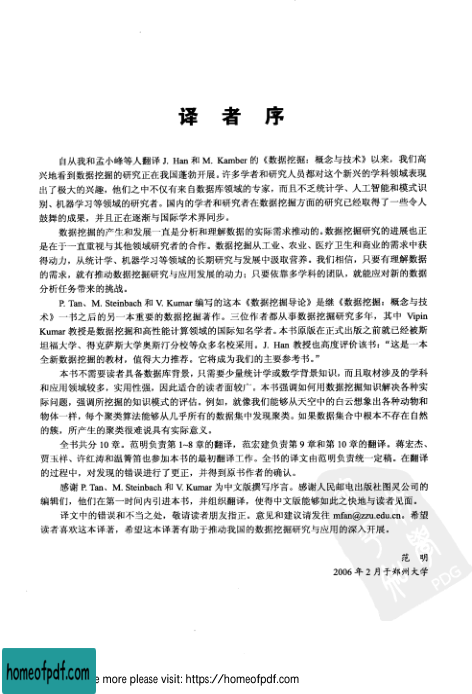 译 者 序
自从我和孟小峰等人翻译 J. Han 和 M. Kamber 的《数据挖掘：概念与技术》以来，我们高
兴地看到数据挖掘的研究正在我国蓬勃开展。许多学者和研究人员都对这个新兴的学科领域表现
出了极大的兴趣，他们之中不仅有来自数据库领域的专家，而且不乏统计学、人工智能和模式识
别、机器学习等领域的研究者。国内的学者和研究者在数据挖掘方面的研究已经取得了一些令人
鼓舞的成果，并且正在逐渐与国际学术界同步。
数据挖掘的产生和发展一直是分析和理解数据的实际需求推动的。数据挖掘研究的进展也正
是在于一直重视与其他领域研究者的合作。数据挖掘从工业、农业、医疗卫生和商业的需求中获
得动力，从统计学、机器学习等领域的长期研究与发展中汲取营养。我们相信，只要有理解数据
的需求，就有推动数据挖掘研究与应用发展的动力；只要依靠多学科的团队，就能应对新的数据
分析任务带来的挑战。
P. Tan、M. Steinbach 和 V. Kumar 编写的这本《数据挖掘导论》是继《数据挖掘：概念与技
术》一书之后的另一本重要的数据挖掘著作。三位作者都从事数据挖掘研究多年，其中 Vipin
Kumar 教授是数据挖掘和高性能计算领域的国际知名学者。本书原版在正式出版之前就已经被斯
坦福大学、得克萨斯大学奥斯汀分校等众多名校采用。J. Han 教授也高度评价该书：“这是一本
全新数据挖掘的教材，值得大力推荐。它将成为我们的主要参考书。”
本书不需要读者具备数据库背景，只需要少量统计学或数学背景知识，而且取材涉及的学科
和应用领域较多，实用性强，因此适合的读者面较广。本书强调如何用数据挖掘知识解决各种实
际问题，强调所挖掘的知识模式的评估。例如，就像我们能够从天空中的白云想象出各种动物和
物体一样，每个聚类算法能够从几乎所有的数据集中发现聚类。如果数据集合中根本不存在自然
的簇，所产生的聚类很难说具有实际意义。
全书共分 10 章。范明负责第 1~8 章的翻译，范宏建负责第 9 章和第 10 章的翻译。蒋宏杰、
贾玉祥、许红涛和温箐笛也参加本书的最初翻译工作。全书的译文由范明负责统一定稿。在翻译
的过程中，对发现的错误进行了更正，并得到原书作者的确认。
感谢 P. Tan、M. Steinbach 和 V. Kumar 为中文版撰写序言。感谢人民邮电出版社图灵公司的
编辑们，他们在第一时间内引进本书，并组织翻译，使得中文版能够如此之快地与读者见面。
译文中的错误和不当之处，敬请读者朋友指正。意见和建议请发往 mfan@zzu.edu.cn。希望
读者喜欢这本译著，希望这本译著有助于推动我国的数据挖掘研究与应用的深入开展。
范 明
2006 年 2 月于郑州大学
PDG
homeofpdf.com
e more please visit: https://homeofpdf.com